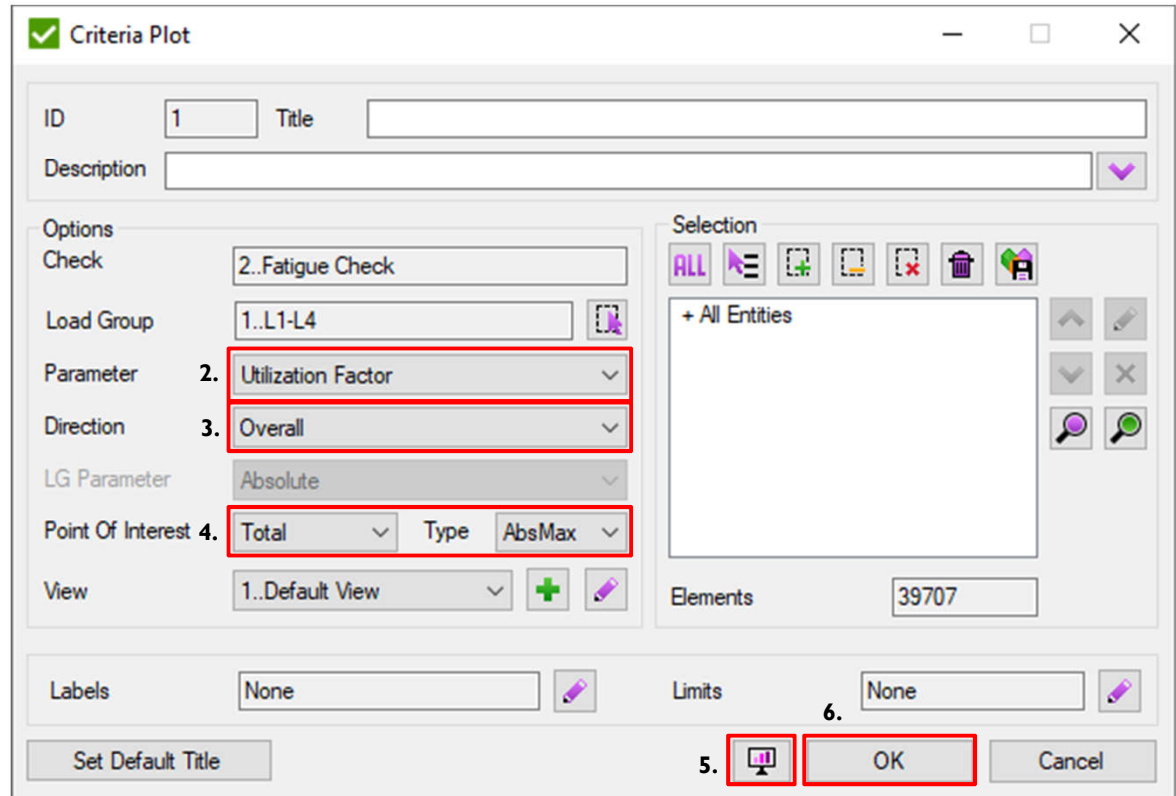 Criteria Plot
ID 1 Title
Description
Options
Check 2..Fatigue Check
Load Group 1..L1-L4
Parameter 2. Utilization Factor
Direction 3. Overall
LG Parameter Absolute
Point Of Interest 4. Total Type AbsMax
View 1..Default View
Selection
ALL
+ All Entities
Elements 39707
Labels None Limits None
6.
Set Default Title 5. OK Cancel